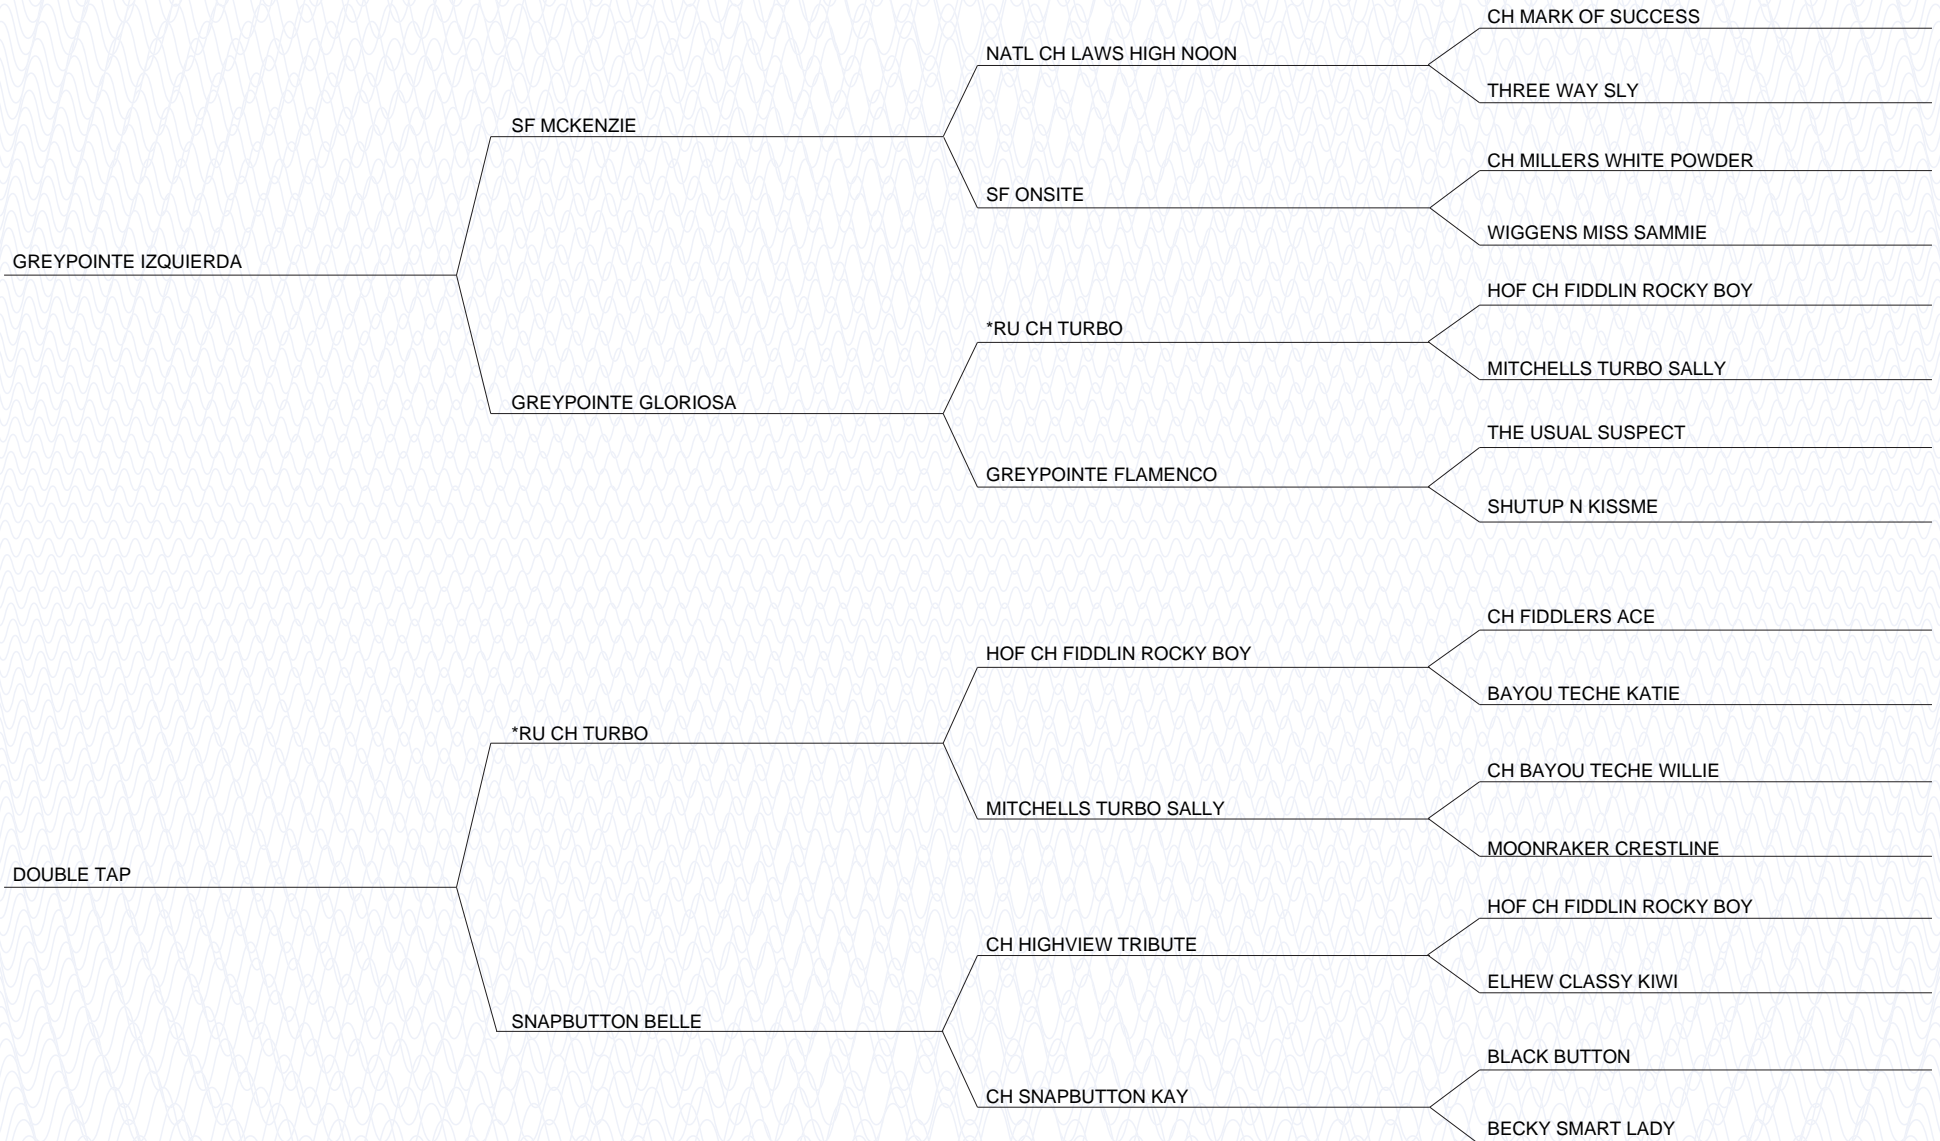 CH MARK OF SUCCESS
NATL CH LAWS HIGH NOON
THREE WAY SLY
SF MCKENZIE
CH MILLERS WHITE POWDER
SF ONSITE
WIGGENS MISS SAMMIE
GREYPOINTE IZQUIERDA
HOF CH FIDDLIN ROCKY BOY
*RU CH TURBO
MITCHELLS TURBO SALLY
GREYPOINTE GLORIOSA
THE USUAL SUSPECT
GREYPOINTE FLAMENCO
SHUTUP N KISSME
CH FIDDLERS ACE
HOF CH FIDDLIN ROCKY BOY
BAYOU TECHE KATIE
*RU CH TURBO
CH BAYOU TECHE WILLIE
MITCHELLS TURBO SALLY
MOONRAKER CRESTLINE
DOUBLE TAP
HOF CH FIDDLIN ROCKY BOY
CH HIGHVIEW TRIBUTE
ELHEW CLASSY KIWI
SNAPBUTTON BELLE
BLACK BUTTON
CH SNAPBUTTON KAY
BECKY SMART LADY